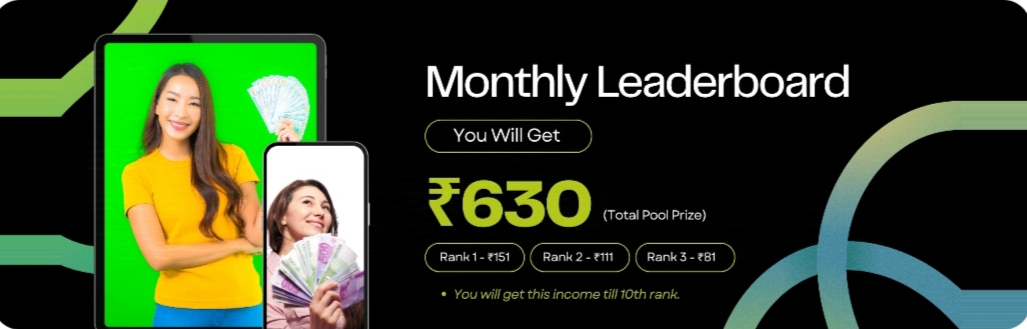 Monthly Leaderboard
You Will Get
₹630 (Total Pool Prize)
Rank 1 - ₹151 Rank 2 - ₹111 Rank 3 - ₹81
• You will get this income till 10th rank.